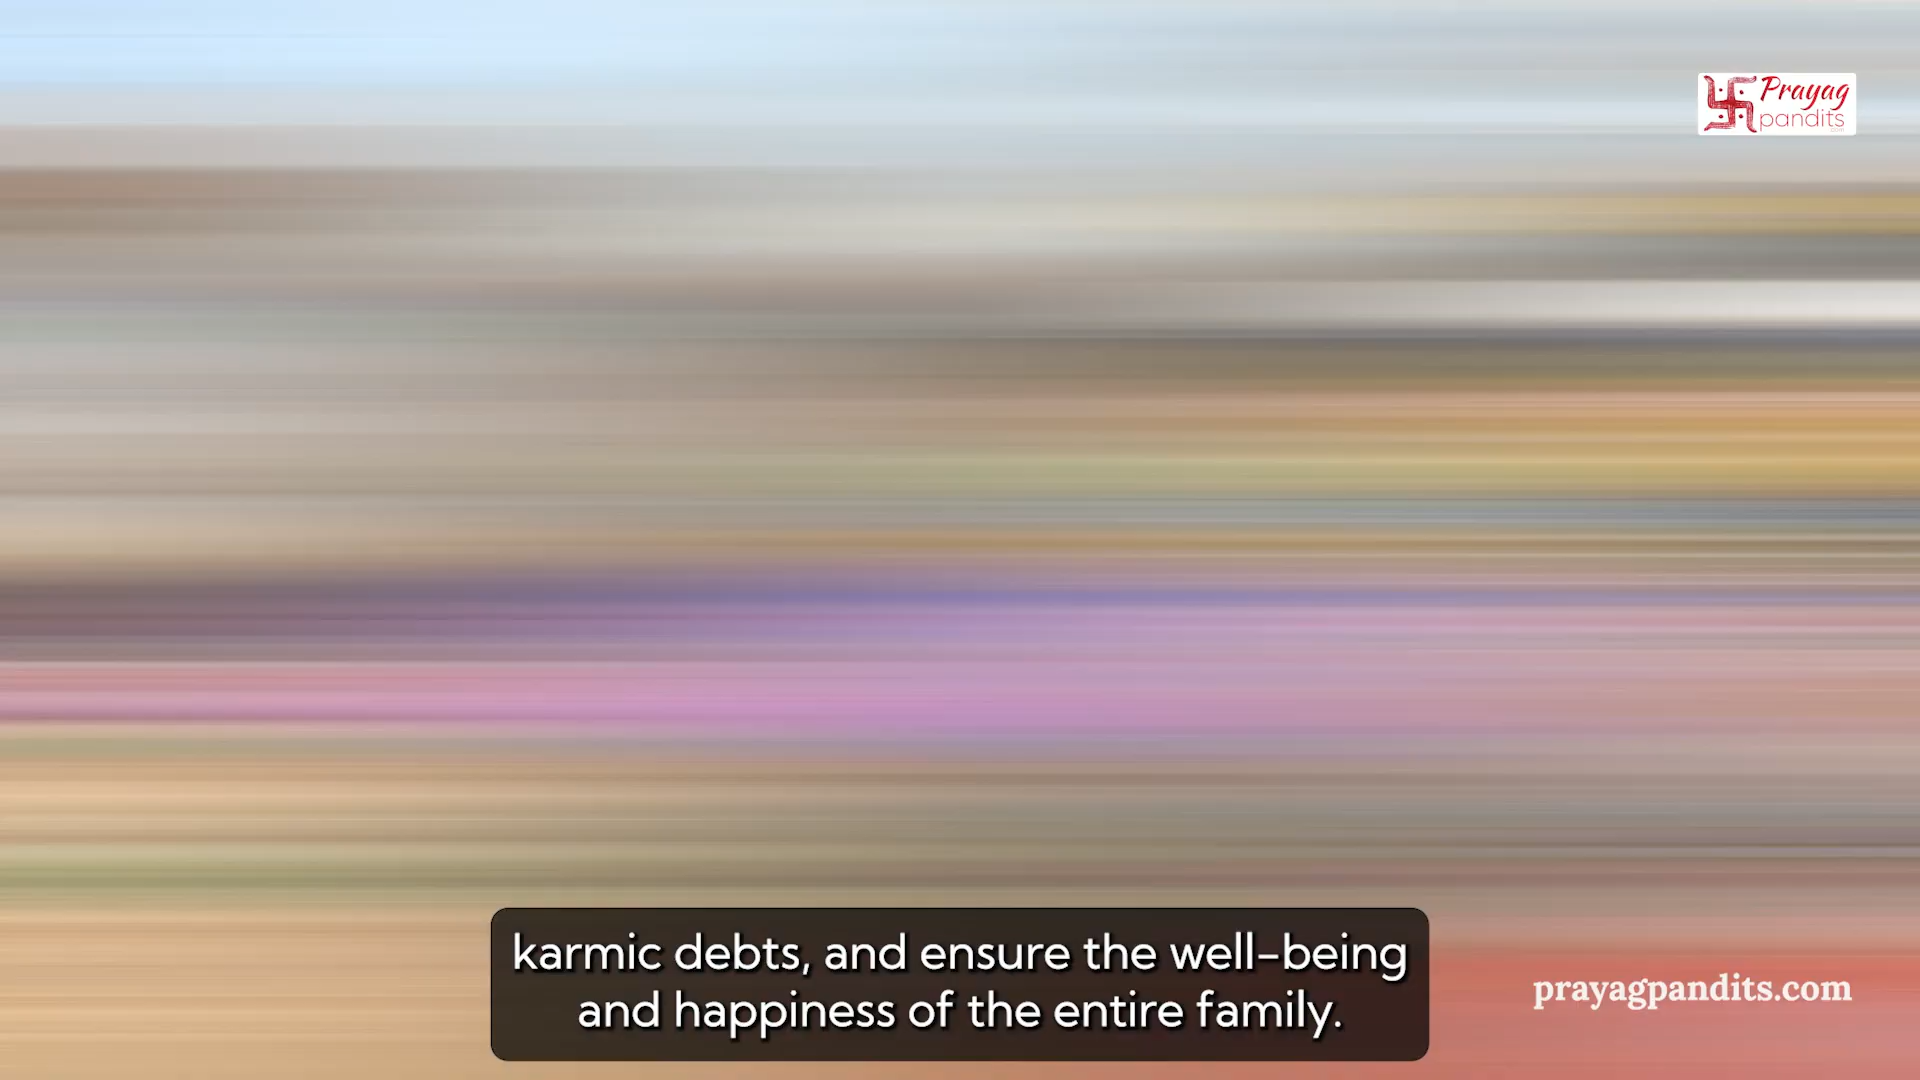 Prayag
pandits
karmic debts, and ensure the well-being
and happiness of the entire family.
prayagpandits.com